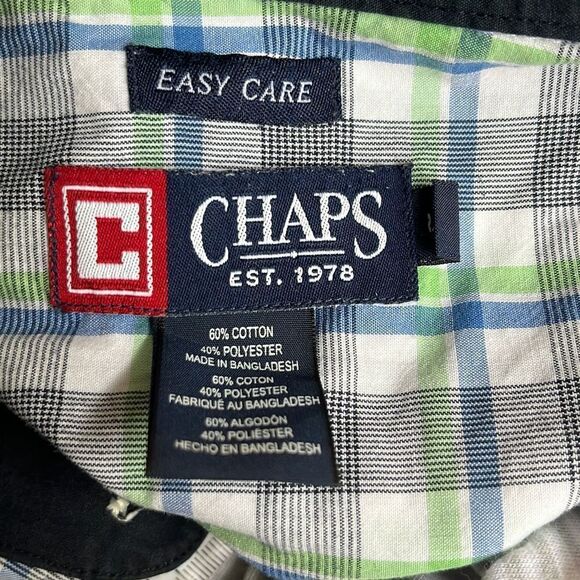 EASY CARE
C
CHAPS
EST. 1978
60% COTTON
40% POLYESTER
MADE IN BANGLADESH
60% COTON
40% POLYESTER
FABRIQUÉ AU BANGLADESH
60% ALGODÓN
40% POLIÉSTER
HECHO EN BANGLADESH